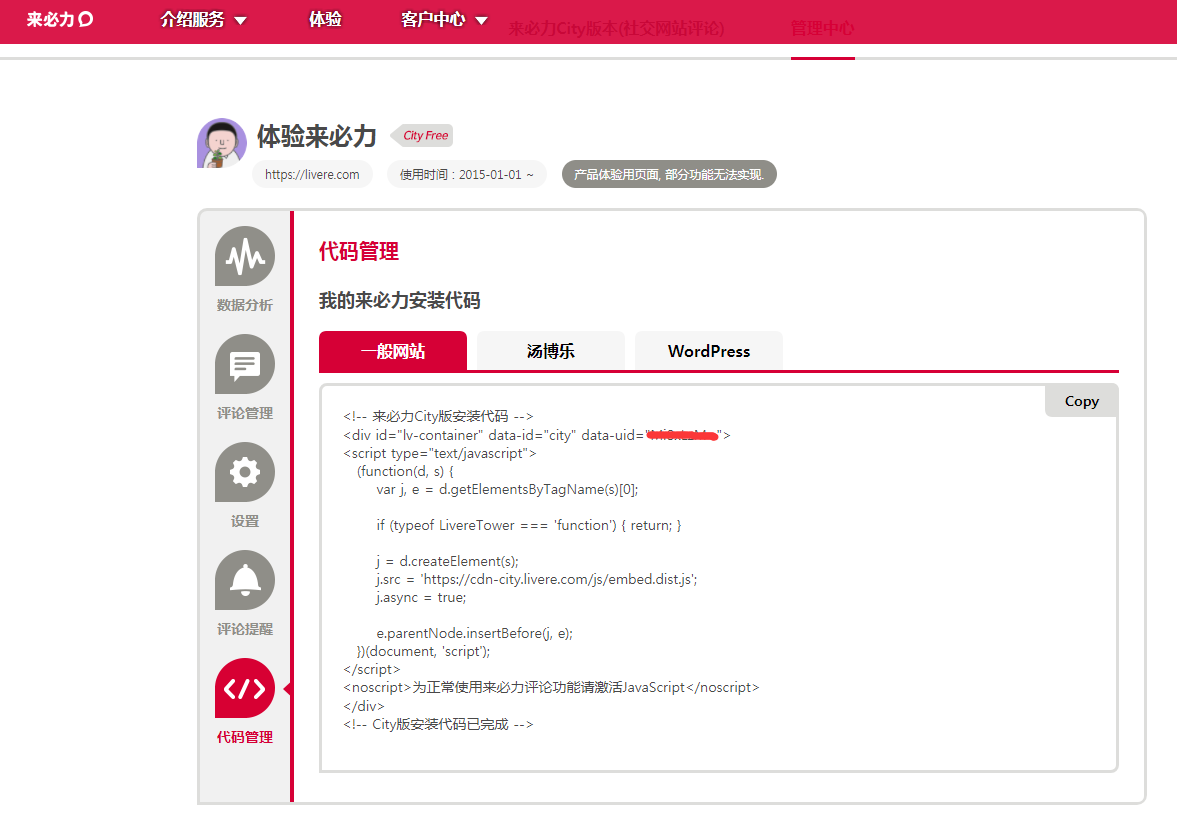 来必力
介绍服务
体验
客户中心
来必力City版本(社交网站评论)
管理中心
体验来必力
City Free
https://livere.com
使用时间 : 2015-01-01 ~
产品体验用页面, 部分功能无法实现.
数据分析
评论管理
设置
评论提醒
代码管理
代码管理
我的来必力安装代码
一般网站
汤博乐
WordPress
Copy
<!-- 来必力City版安装代码 -->
<div id="lv-container" data-id="city" data-uid="">
<script type="text/javascript">
(function(d, s) {
var j, e = d.getElementsByTagName(s)[0];
if (typeof LivereTower === 'function') { return; }
j = d.createElement(s);
j.src = 'https://cdn-city.livere.com/js/embed.dist.js';
j.async = true;
e.parentNode.insertBefore(j, e);
})(document, 'script');
</script>
<noscript>为正常使用来必力评论功能请激活JavaScript</noscript>
</div>
<!-- City版安装代码已完成 -->